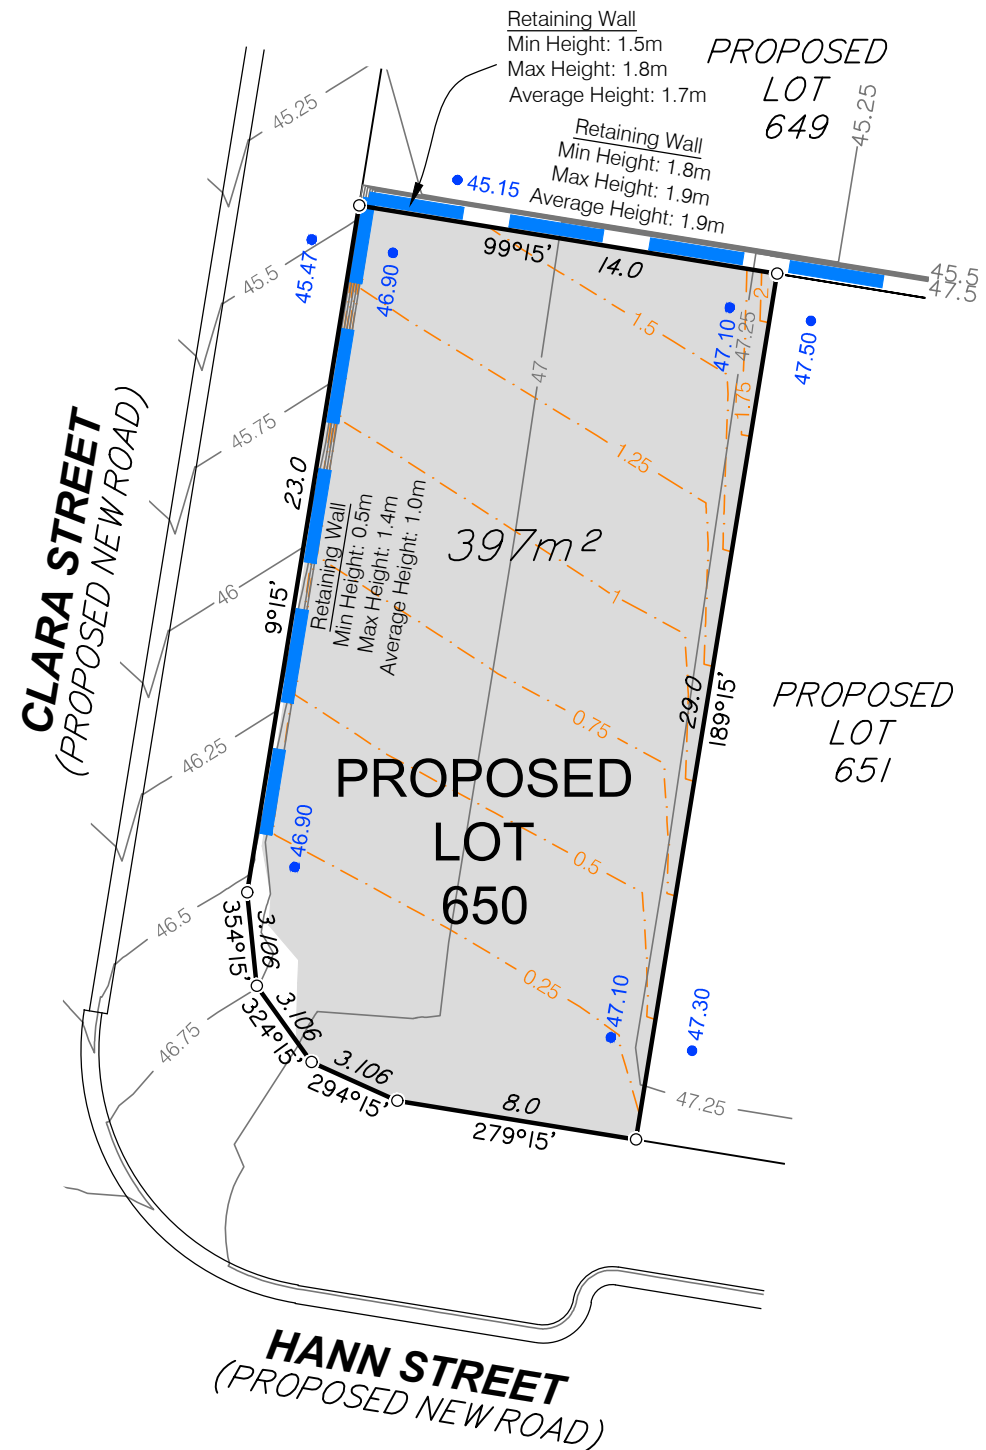 Retaining Wall
Min Height: 1.5m
Max Height: 1.8m
Average Height: 1.7m
PROPOSED
LOT
649
Retaining Wall
Min Height: 1.8m
Max Height: 1.9m
Average Height: 1.9m
45.25
45.25
45.15
45.5
47.5
45.47
46.90
45.5
99°15'
14.0
47.10
47.25
2
47.50
1.5
47
1.75
45.75
1.25
23.0
Retaining Wall
Min Height: 0.5m
Max Height: 1.4m
Average Height: 1.0m
397m²
CLARA STREET
(PROPOSED NEW ROAD)
46
9°15'
1
29.0
189°15'
PROPOSED
LOT
651
46.25
0.75
PROPOSED
LOT
650
46.90
0.5
46.5
354°15'
3.106
0.25
47.10
47.30
46.75
324°15'
3.106
294°15'
3.106
8.0
279°15'
47.25
HANN STREET
(PROPOSED NEW ROAD)